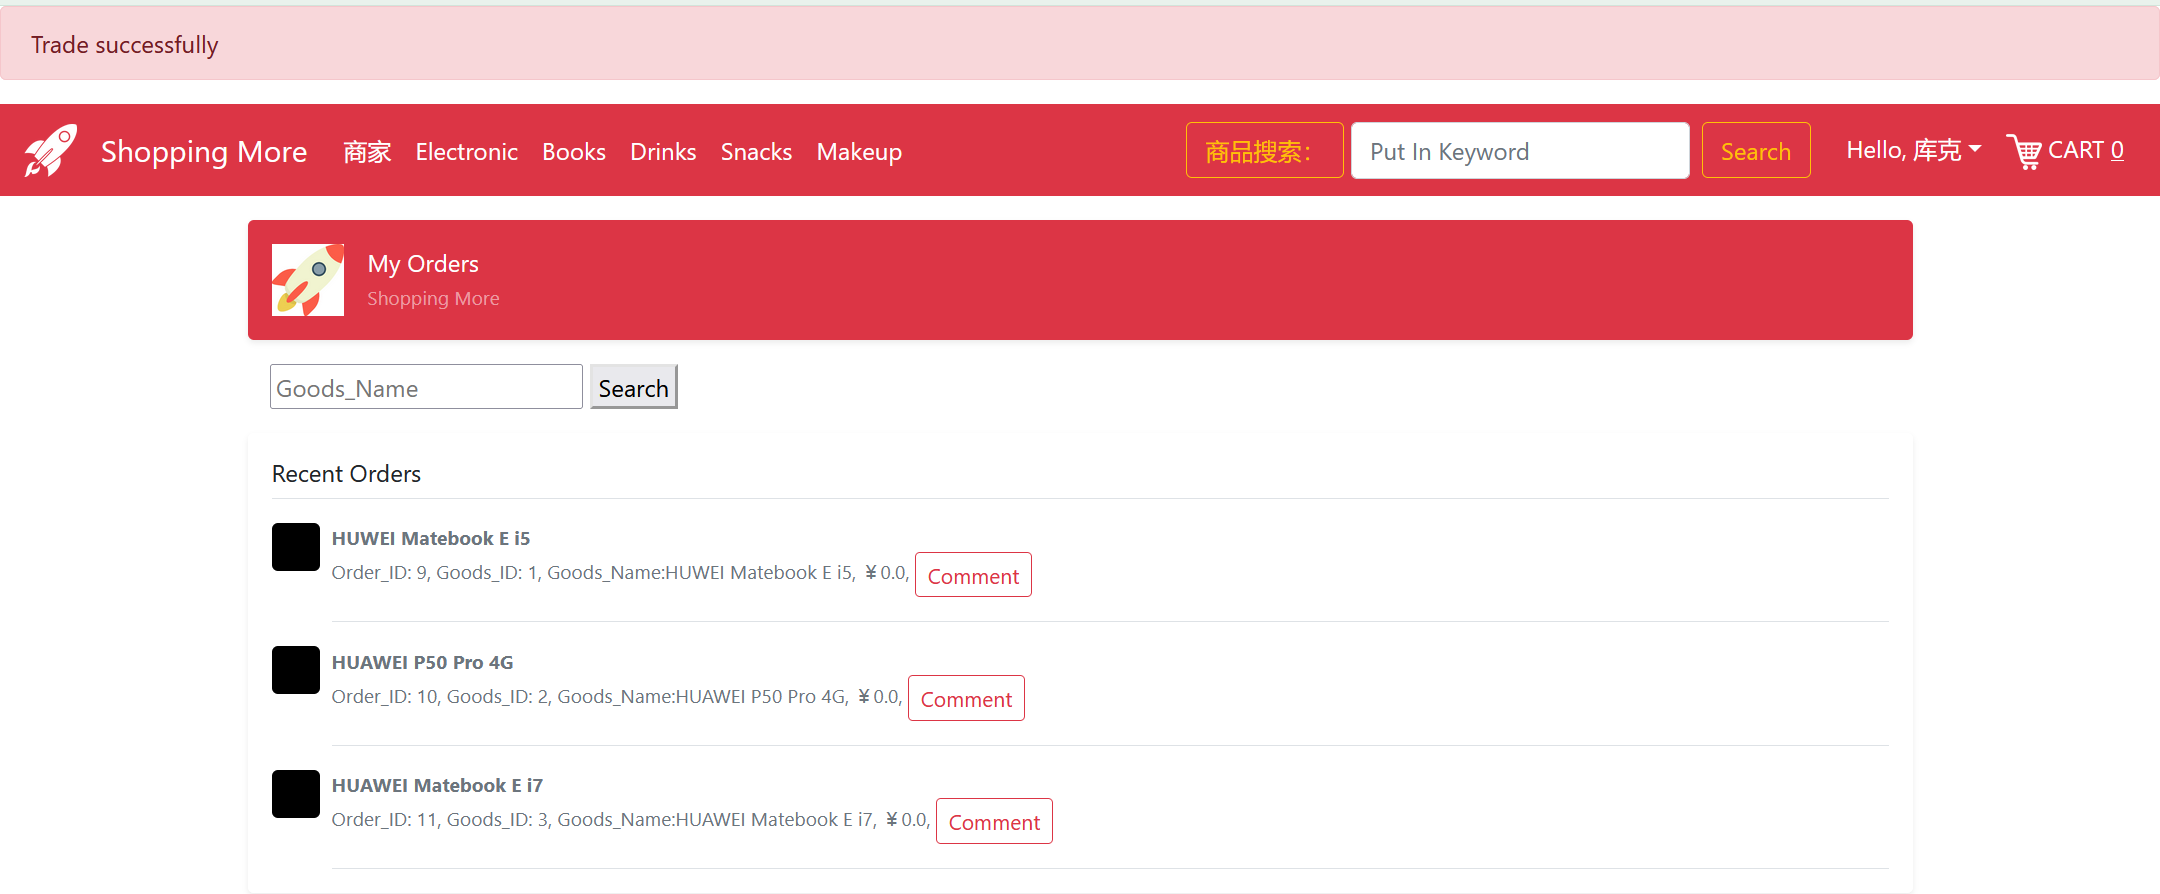 Trade successfully
Shopping More 商家 Electronic Books Drinks Snacks Makeup 商品搜索： Put In Keyword Search Hello, 库克 CART 0
My Orders
Shopping More
Goods_Name Search
Recent Orders
HUWEI Matebook E i5
Order_ID: 9, Goods_ID: 1, Goods_Name:HUWEI Matebook E i5, ￥0.0, Comment
HUAWEI P50 Pro 4G
Order_ID: 10, Goods_ID: 2, Goods_Name:HUAWEI P50 Pro 4G, ￥0.0, Comment
HUAWEI Matebook E i7
Order_ID: 11, Goods_ID: 3, Goods_Name:HUAWEI Matebook E i7, ￥0.0, Comment